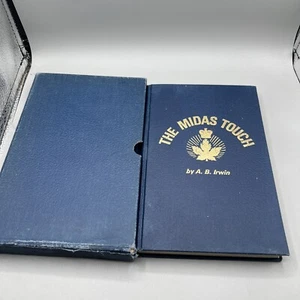 THE MIDAS TOUCH
by A. B. Irwin